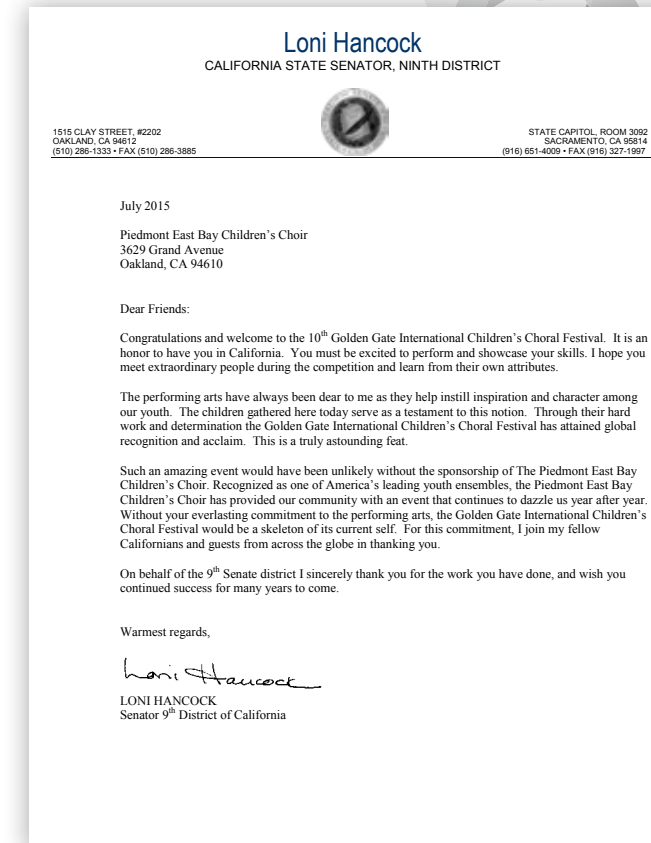 Loni Hancock
CALIFORNIA STATE SENATOR, NINTH DISTRICT
1515 CLAY STREET, #2202
OAKLAND, CA 94612
(510) 286-1333 • FAX (510) 286-3885
STATE CAPITOL, ROOM 3092
SACRAMENTO, CA 95814
(916) 651-4009 • FAX (916) 327-1997
July 2015
Piedmont East Bay Children’s Choir
3629 Grand Avenue
Oakland, CA 94610
Dear Friends:
Congratulations and welcome to the 10th Golden Gate International Children’s Choral Festival.  It is an
honor to have you in California.  You must be excited to perform and showcase your skills. I hope you
meet extraordinary people during the competition and learn from their own attributes.
The performing arts have always been dear to me as they help instill inspiration and character among
our youth.  The children gathered here today serve as a testament to this notion.  Through their hard
work and determination the Golden Gate International Children’s Choral Festival has attained global
recognition and acclaim.  This is a truly astounding feat.
Such an amazing event would have been unlikely without the sponsorship of The Piedmont East Bay
Children’s Choir. Recognized as one of America’s leading youth ensembles, the Piedmont East Bay
Children’s Choir has provided our community with an event that continues to dazzle us year after year.
Without your everlasting commitment to the performing arts, the Golden Gate International Children’s
Choral Festival would be a skeleton of its current self.  For this commitment, I join my fellow
Californians and guests from across the globe in thanking you.
On behalf of the 9th Senate district I sincerely thank you for the work you have done, and wish you
continued success for many years to come.
Warmest regards,
Loni Hancock
LONI HANCOCK
Senator 9th District of California